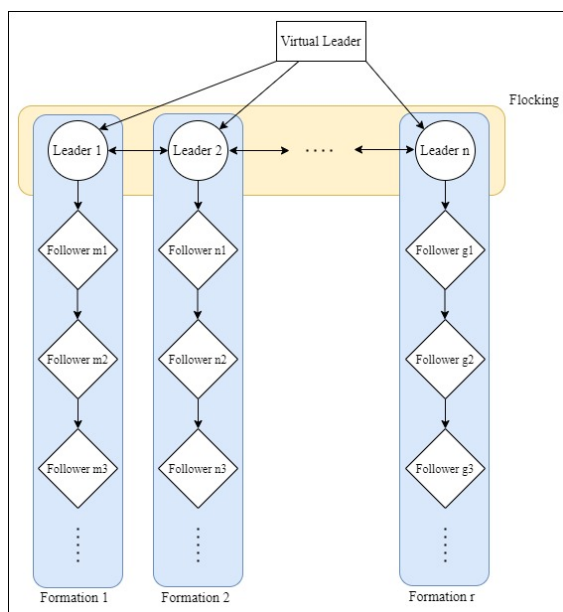 Virtual Leader
Flocking
Leader 1
Leader 2
. . . .
Leader n
Follower m1
Follower n1
Follower g1
Follower m2
Follower n2
Follower g2
Follower m3
Follower n3
Follower g3
Formation 1
Formation 2
Formation r